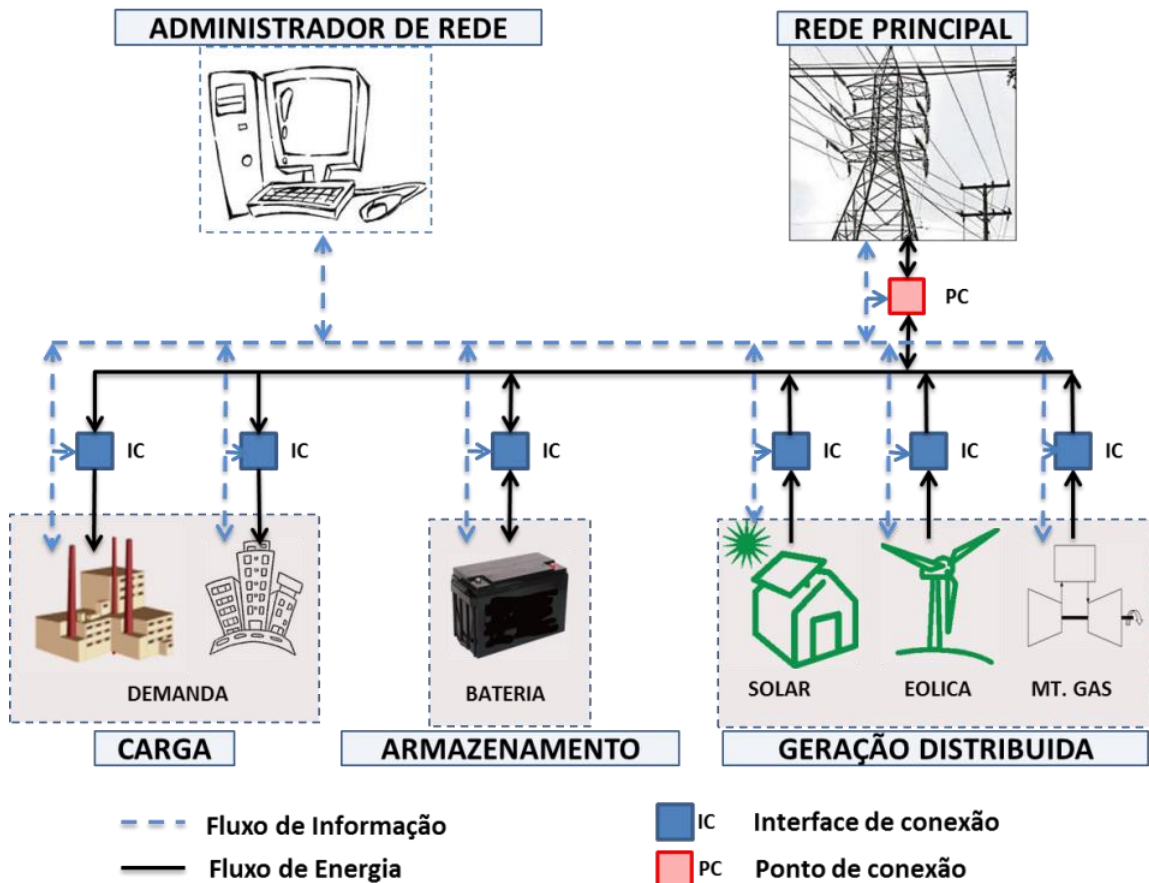 ADMINISTRADOR DE REDE
REDE PRINCIPAL
PC
IC
IC
IC
IC
IC
IC
DEMANDA
BATERIA
SOLAR
EOLICA
MT. GAS
CARGA
ARMAZENAMENTO
GERAÇÃO DISTRIBUIDA
Fluxo de Informação
IC
Interface de conexão
Fluxo de Energia
PC
Ponto de conexão